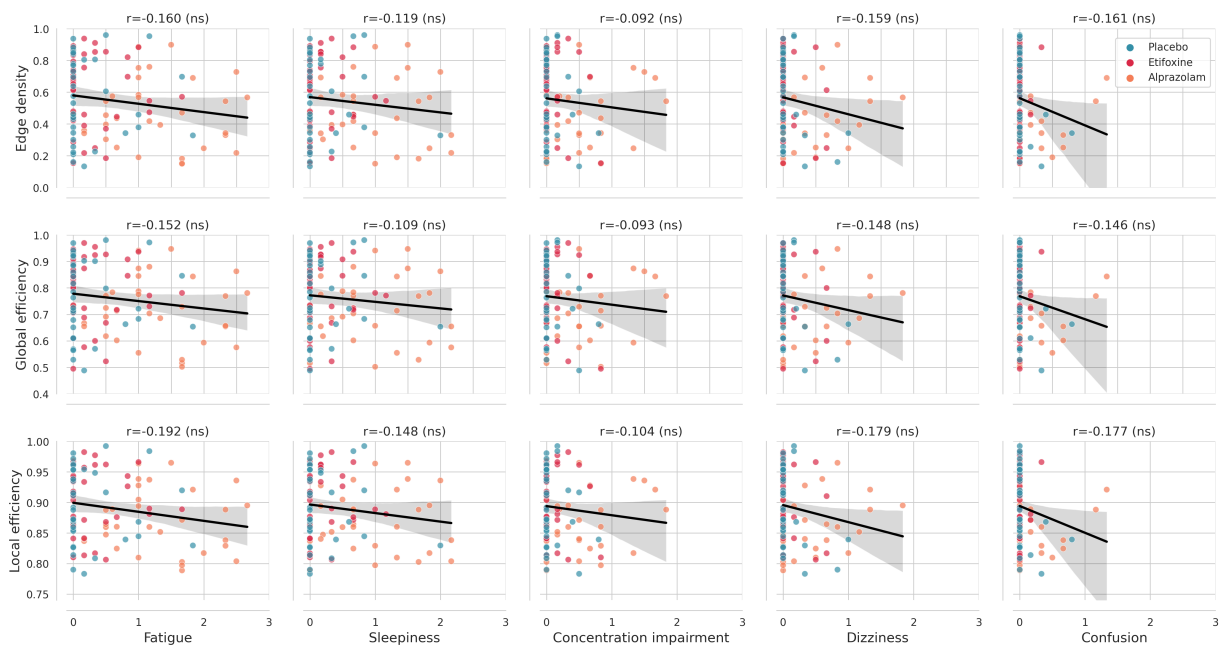 r=-0.160 (ns) r=-0.119 (ns) r=-0.092 (ns) r=-0.159 (ns) r=-0.161 (ns)
Edge density
1.0
0.8
0.6
0.4
0.2
0.0
Placebo
Etifoxine
Alprazolam
r=-0.152 (ns) r=-0.109 (ns) r=-0.093 (ns) r=-0.148 (ns) r=-0.146 (ns)
Global efficiency
1.0
0.9
0.8
0.7
0.6
0.5
0.4
r=-0.192 (ns) r=-0.148 (ns) r=-0.104 (ns) r=-0.179 (ns) r=-0.177 (ns)
Local efficiency
1.00
0.95
0.90
0.85
0.80
0.75
0 1 2 3 0 1 2 3 0 1 2 3 0 1 2 3 0 1 2 3
Fatigue Sleepiness Concentration impairment Dizziness Confusion